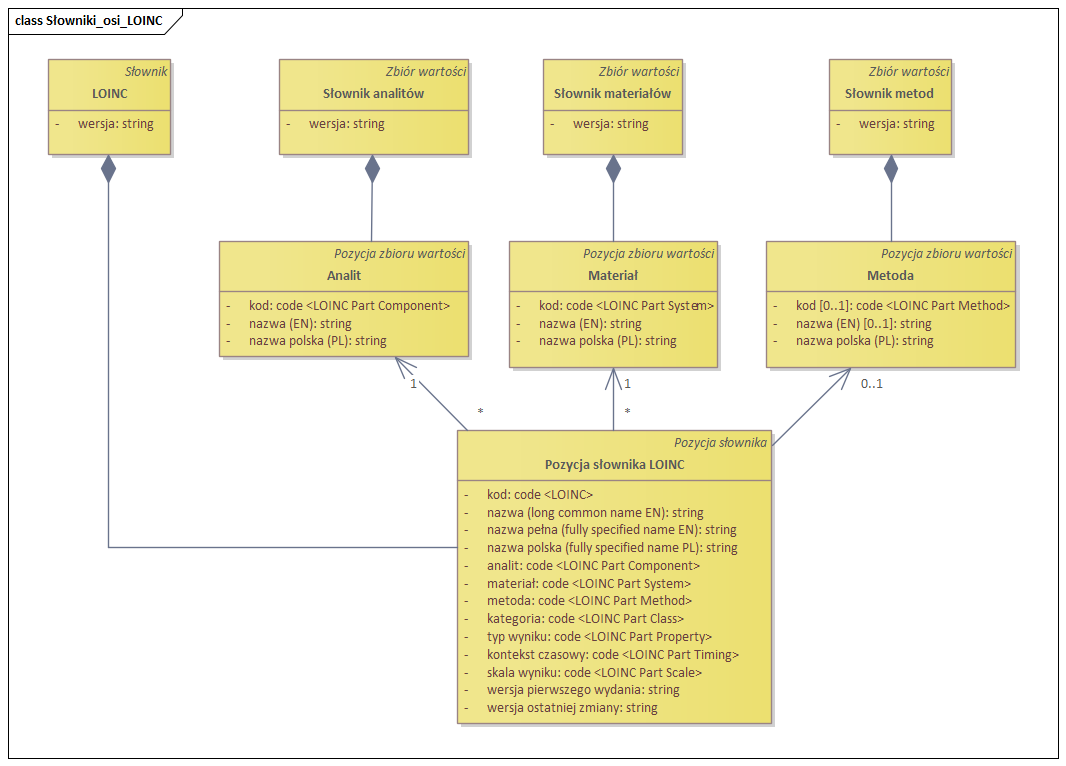 class Słowniki_osi_LOINC
Słownik
LOINC
- wersja: string
Zbiór wartości
Słownik analitów
- wersja: string
Zbiór wartości
Słownik materiałów
- wersja: string
Zbiór wartości
Słownik metod
- wersja: string
Pozycja zbioru wartości
Analit
- kod: code <LOINC Part Component>
- nazwa (EN): string
- nazwa polska (PL): string
Pozycja zbioru wartości
Materiał
- kod: code <LOINC Part System>
- nazwa (EN): string
- nazwa polska (PL): string
Pozycja zbioru wartości
Metoda
- kod [0..1]: code <LOINC Part Method>
- nazwa (EN) [0..1]: string
- nazwa polska (PL): string
1
1
0..1
*
*
Pozycja słownika
Pozycja słownika LOINC
- kod: code <LOINC>
- nazwa (long common name EN): string
- nazwa pełna (fully specified name EN): string
- nazwa polska (fully specified name PL): string
- analit: code <LOINC Part Component>
- materiał: code <LOINC Part System>
- metoda: code <LOINC Part Method>
- kategoria: code <LOINC Part Class>
- typ wyniku: code <LOINC Part Property>
- kontekst czasowy: code <LOINC Part Timing>
- skala wyniku: code <LOINC Part Scale>
- wersja pierwszego wydania: string
- wersja ostatniej zmiany: string